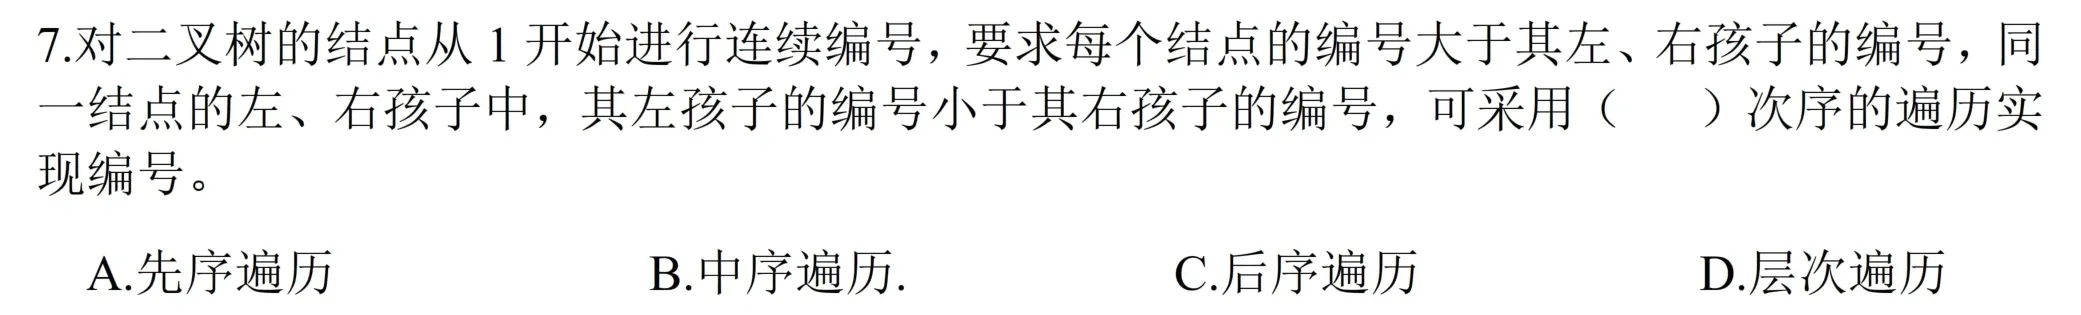 7.对二叉树的结点从 1 开始进行连续编号，要求每个结点的编号大于其左、右孩子的编号，同
一结点的左、右孩子中，其左孩子的编号小于其右孩子的编号，可采用（　　）次序的遍历实
现编号。
A.先序遍历　　B.中序遍历.　　C.后序遍历　　D.层次遍历